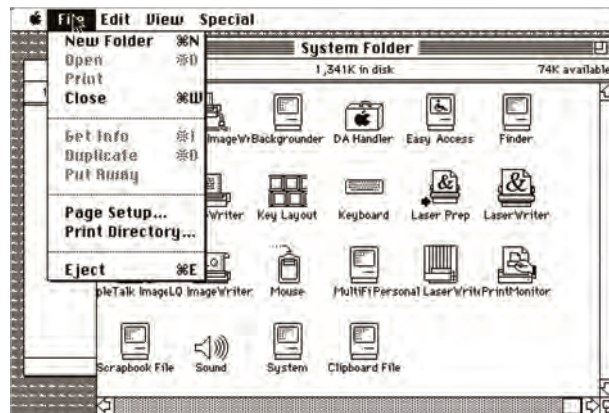 File Edit View Special
New Folder ⌘N
Open ⌘O
Print
Close ⌘W
Get Info ⌘I
Duplicate ⌘D
Put Away
Page Setup...
Print Directory...
Eject ⌘E
System Folder
1,341K in disk 74K available
ImageWr Backgrounder DA Handler Easy Access Finder
Writer Key Layout Keyboard Laser Prep LaserWriter
pleTalk ImageLQ ImageWriter Mouse MultiFi Personal LaserWrite PrintMonitor
Scrapbook File Sound System Clipboard File